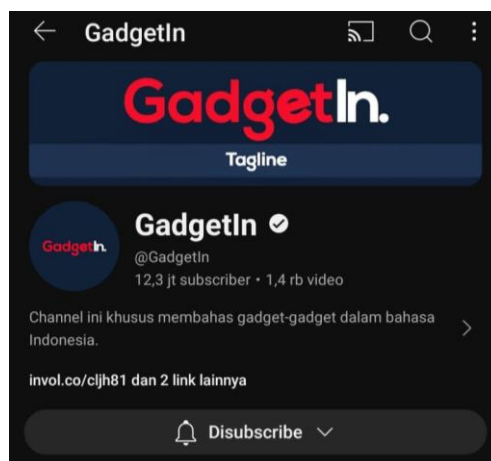 GadgetIn
GadgetIn.
Tagline
GadgetIn.
GadgetIn
@GadgetIn
12,3 jt subscriber • 1,4 rb video
Channel ini khusus membahas gadget-gadget dalam bahasa
Indonesia.
invol.co/cljh81 dan 2 link lainnya
Disubscribe